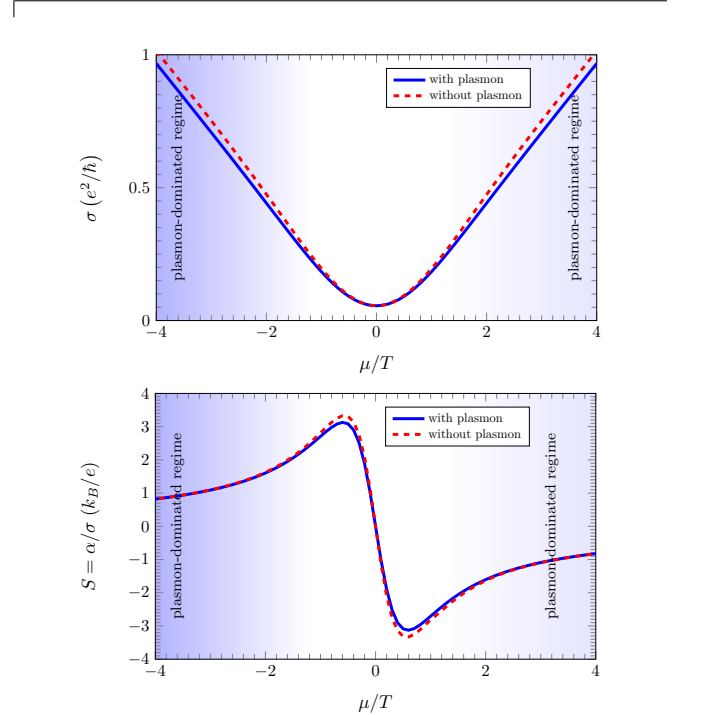 1
0.5
0
σ (e²/ħ)
with plasmon
without plasmon
plasmon-dominated regime
plasmon-dominated regime
−4
−2
0
2
4
μ/T
4
3
2
1
0
−1
−2
−3
−4
S = α/σ (k_B/e)
with plasmon
without plasmon
plasmon-dominated regime
plasmon-dominated regime
−4
−2
0
2
4
μ/T